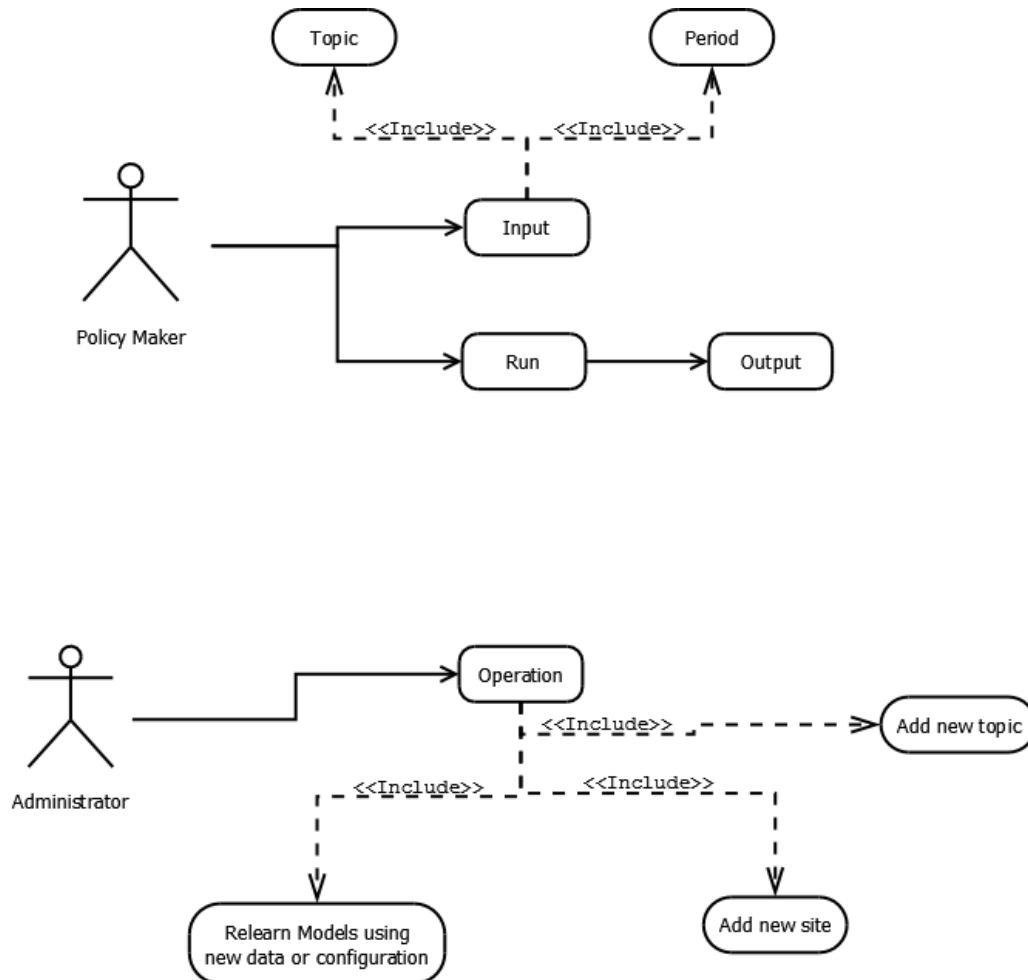 Topic
Period
<<Include>>
<<Include>>
Input
Policy Maker
Run
Output
Operation
<<Include>>
Add new topic
Administrator
<<Include>>
<<Include>>
Relearn Models using
new data or configuration
Add new site